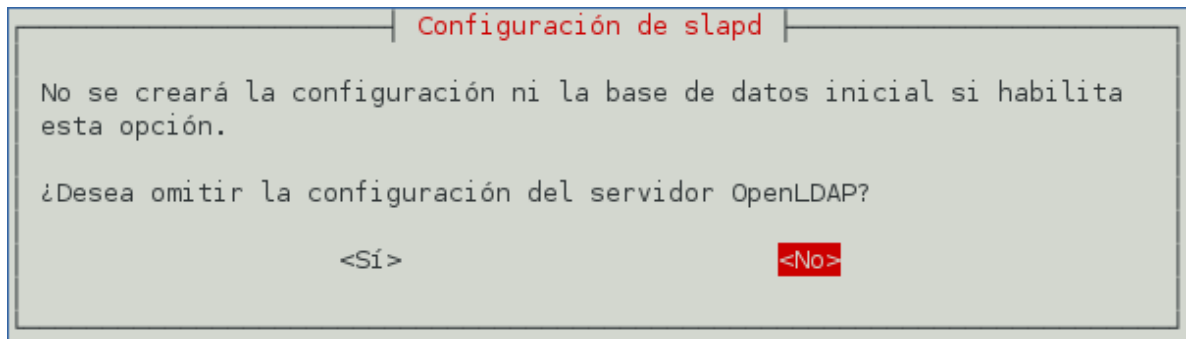 Configuración de slapd
No se creará la configuración ni la base de datos inicial si habilita
esta opción.
¿Desea omitir la configuración del servidor OpenLDAP?
<Sí> <No>